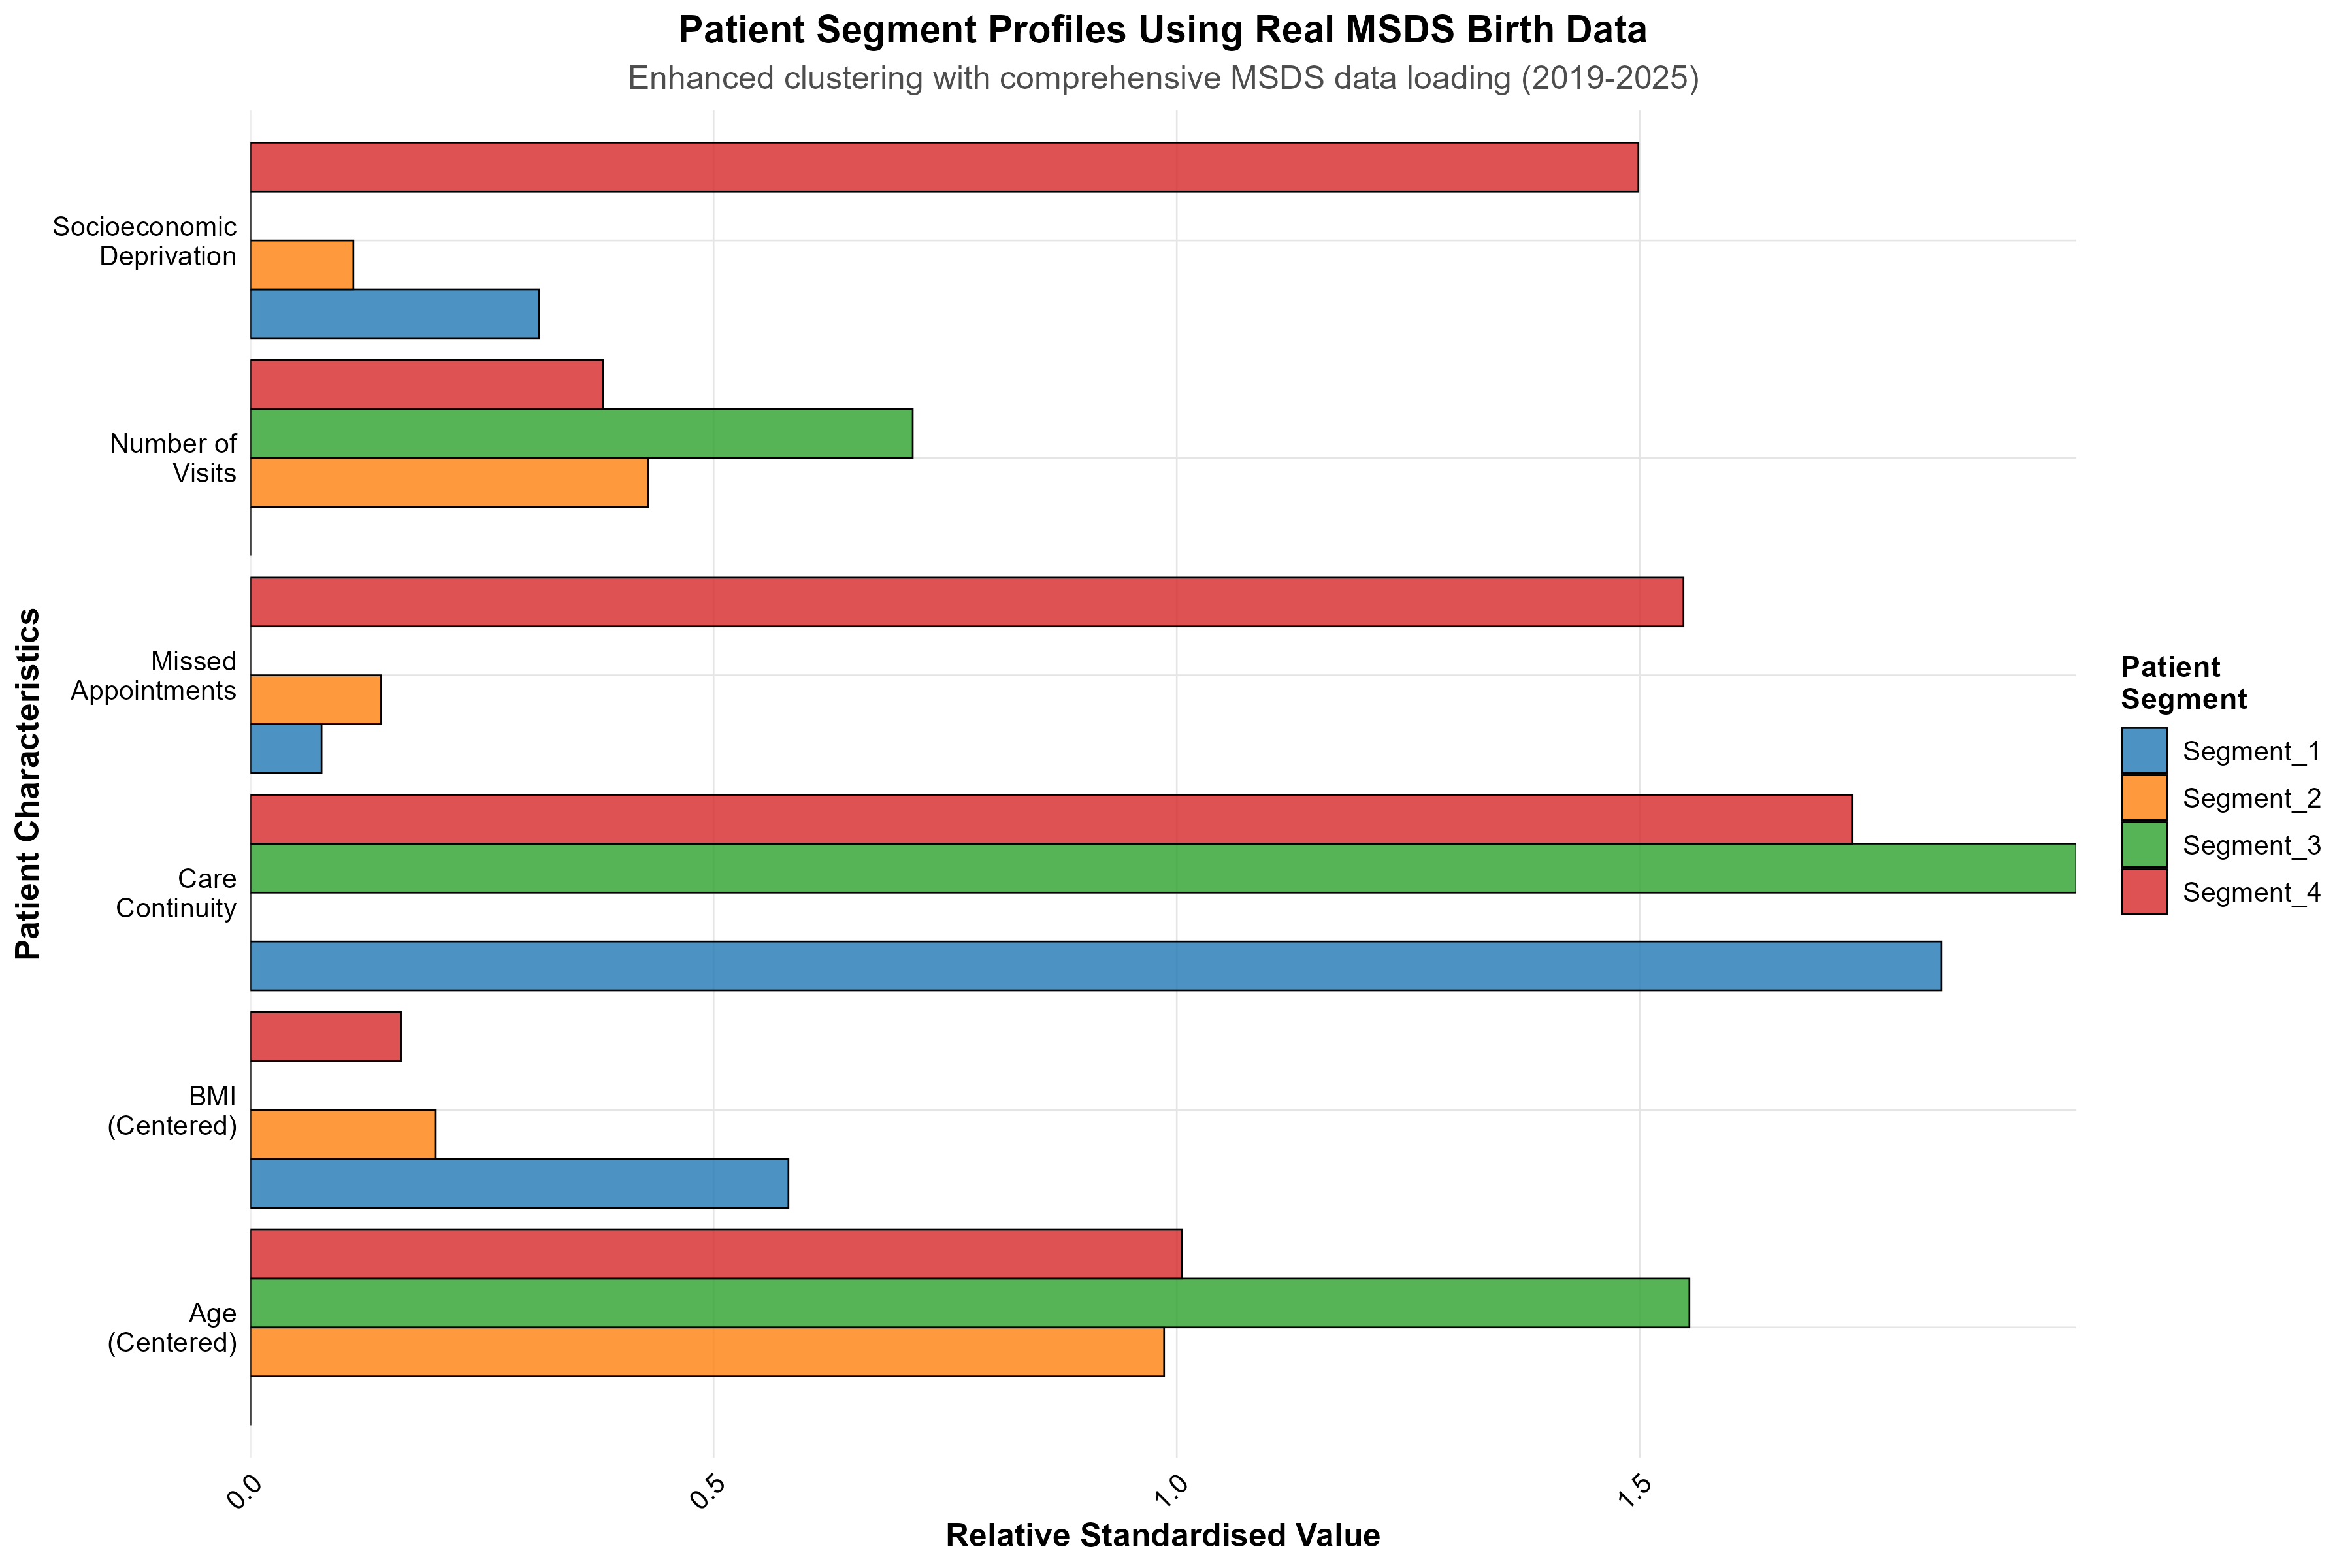 Patient Segment Profiles Using Real MSDS Birth Data
Enhanced clustering with comprehensive MSDS data loading (2019-2025)
Patient Characteristics
Socioeconomic
Deprivation
Number of
Visits
Missed
Appointments
Care
Continuity
BMI
(Centered)
Age
(Centered)
0.0
0.5
1.0
1.5
Relative Standardised Value
Patient
Segment
Segment_1
Segment_2
Segment_3
Segment_4